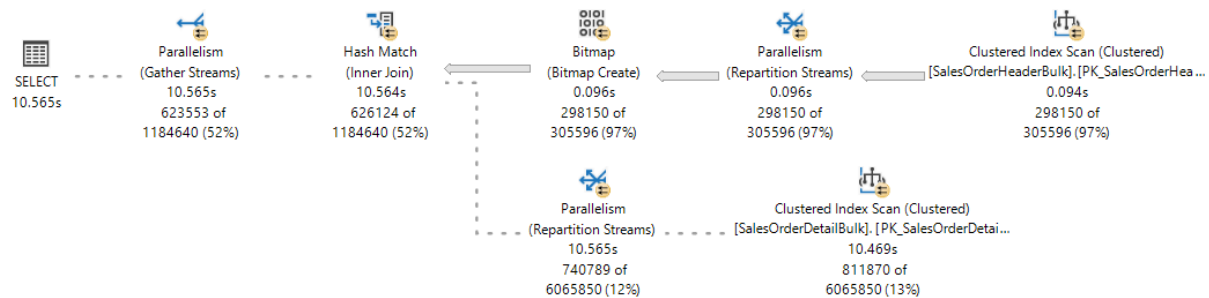 SELECT
10.565s
Parallelism
(Gather Streams)
10.565s
623553 of
1184640 (52%)
Hash Match
(Inner Join)
10.564s
626124 of
1184640 (52%)
Bitmap
(Bitmap Create)
0.096s
298150 of
305596 (97%)
Parallelism
(Repartition Streams)
0.096s
298150 of
305596 (97%)
Clustered Index Scan (Clustered)
[SalesOrderHeaderBulk].[PK_SalesOrderHea...
0.094s
298150 of
305596 (97%)
Parallelism
(Repartition Streams)
10.565s
740789 of
6065850 (12%)
Clustered Index Scan (Clustered)
[SalesOrderDetailBulk].[PK_SalesOrderDetai...
10.469s
811870 of
6065850 (13%)